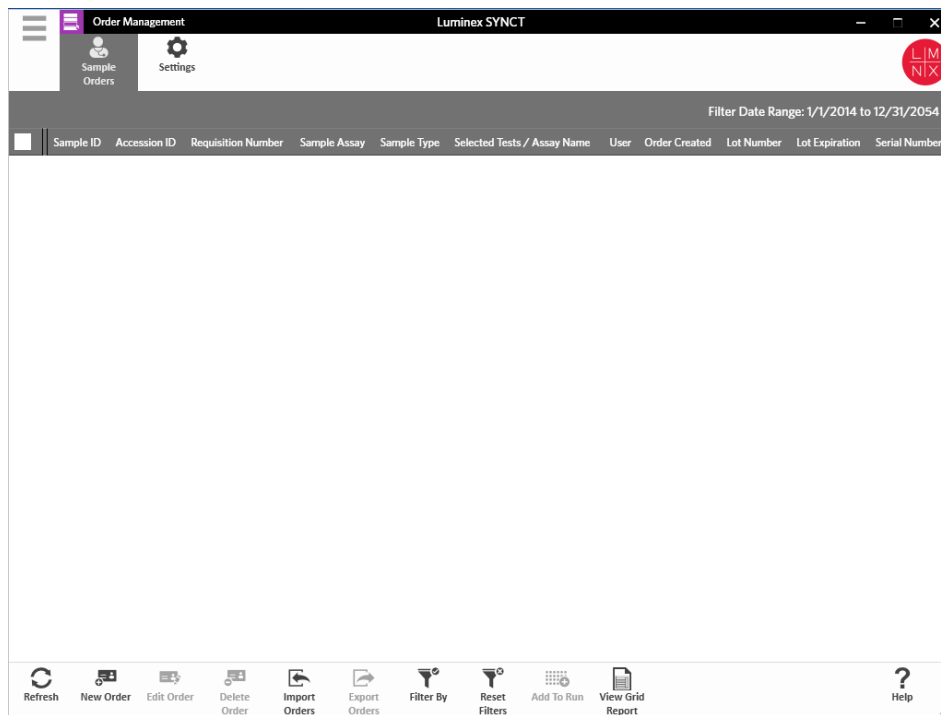 Order Management Luminex SYNCT
Sample
Orders
Settings
L M
N X
Filter Date Range: 1/1/2014 to 12/31/2054
Sample ID Accession ID Requisition Number Sample Assay Sample Type Selected Tests / Assay Name User Order Created Lot Number Lot Expiration Serial Number
Refresh New Order Edit Order Delete Import Export Filter By Reset Add To Run View Grid Help
Order Orders Orders Filters Report